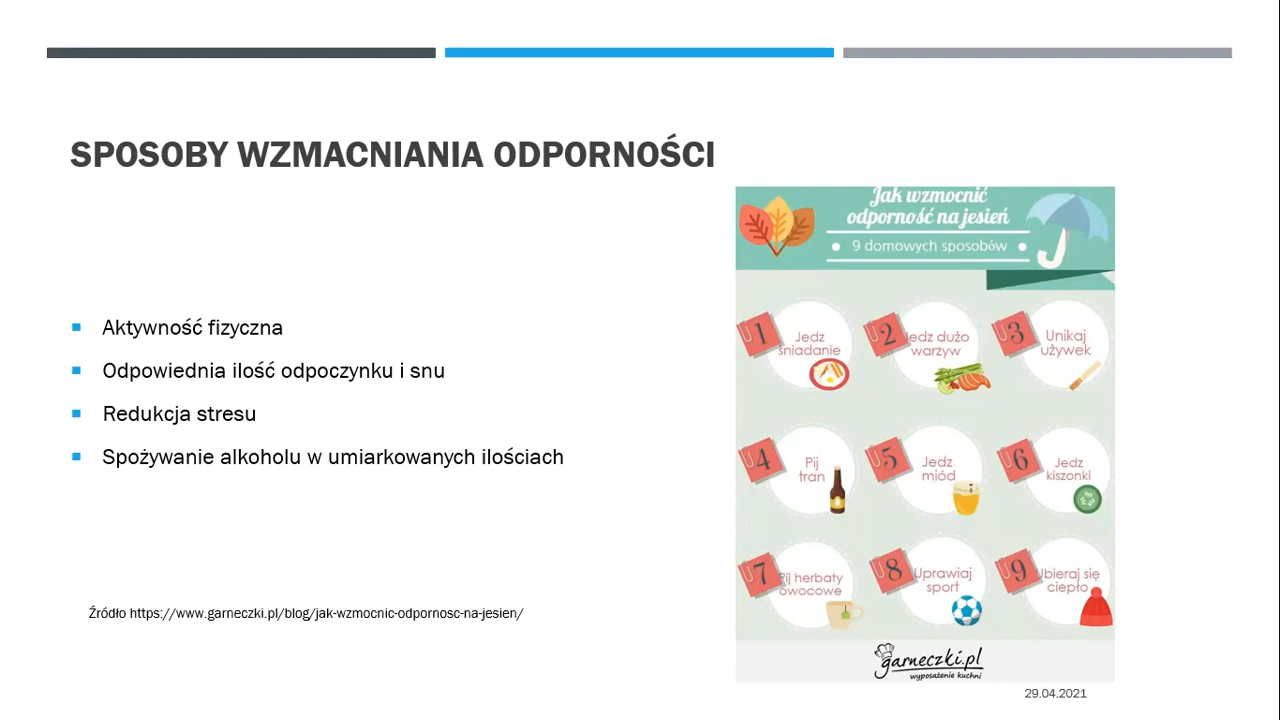 SPOSOBY WZMACNIANIA ODPORNOŚCI
Aktywność fizyczna
Odpowiednia ilość odpoczynku i snu
Redukcja stresu
Spożywanie alkoholu w umiarkowanych ilościach
Źródło https://www.garneczki.pl/blog/jak-wzmocnic-odpornosc-na-jesien/
Jak wzmocnić
odporność na jesień
9 domowych sposobów
1
Jedz
śniadanie
2
Jedz dużo
warzyw
3
Unikaj
używek
4
Pij
tran
5
Jedz
miód
6
Jedz
kiszonki
7
Pij herbaty
owocowe
8
Uprawiaj
sport
9
Ubieraj się
ciepło
garneczki.pl
wyposażenie kuchni
29.04.2021